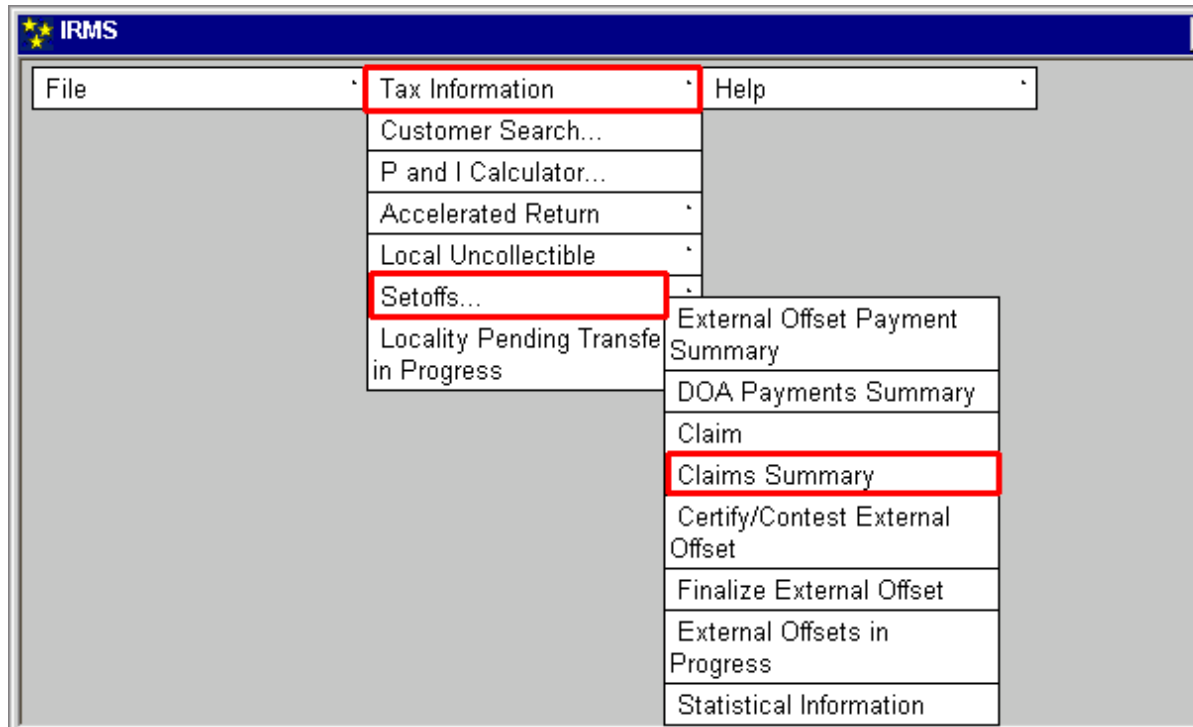 IRMS
File
Tax Information
Help
Customer Search...
P and I Calculator...
Accelerated Return
Local Uncollectible
Setoffs...
Locality Pending Transfe
in Progress
External Offset Payment
Summary
DOA Payments Summary
Claim
Claims Summary
Certify/Contest External
Offset
Finalize External Offset
External Offsets in
Progress
Statistical Information